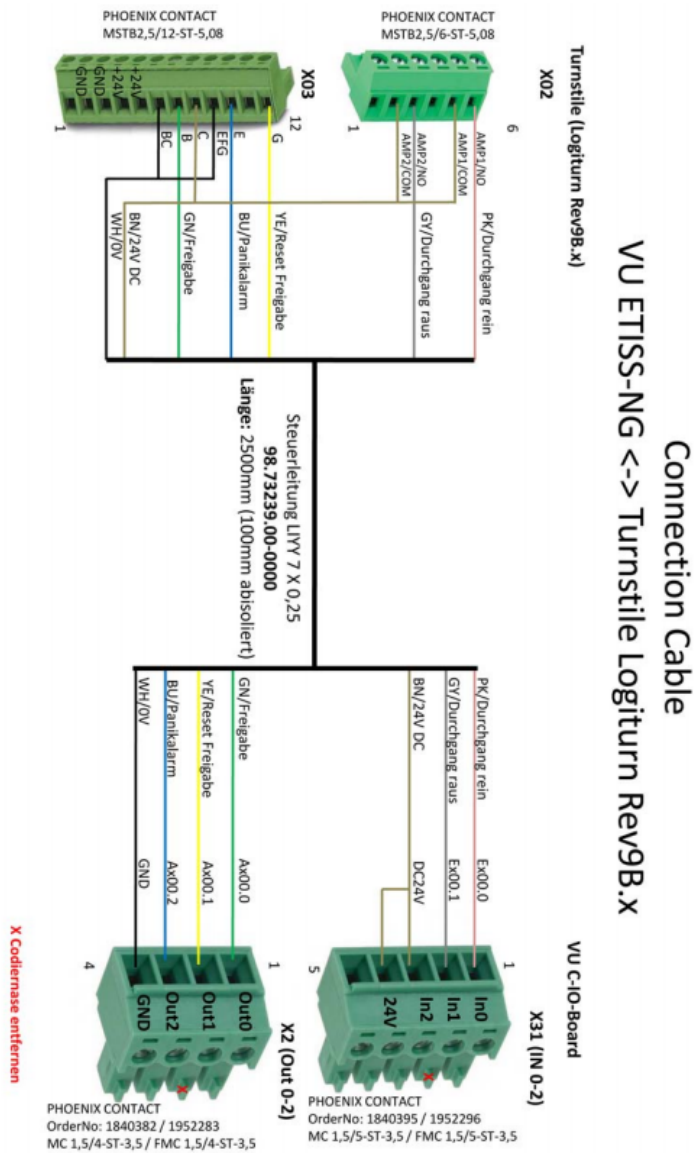 Connection Cable
VU ETISS-NG <-> Turnstile Logiturn Rev9B.x
Turnstile (Logiturn Rev9B.x)
X02
PHOENIX CONTACT
MSTB2,5/6-ST-5,08
6
1
AMP1/NO
AMP1/COM
AMP2/NO
AMP2/COM
PK/Durchgang rein
GY/Durchgang raus
X03
PHOENIX CONTACT
MSTB2,5/12-ST-5,08
12
1
+24V
+24V
GND
GND
G
E
EFG
C
B
BC
YE/Reset Freigabe
BU/Panikalarm
GN/Freigabe
BN/24V DC
WH/0V
Steuerleitung LIYY 7 X 0,25
98.73239.00-0000
Länge: 2500mm (100mm abisoliert)
VU C-IO-Board
X31 (IN 0-2)
PK/Durchgang rein
Ex00.0
GY/Durchgang raus
Ex00.1
BN/24V DC
DC24V
1
5
In0
In1
In2
24V
X
PHOENIX CONTACT
OrderNo: 1840395 / 1952296
MC 1,5/5-ST-3,5 / FMC 1,5/5-ST-3,5
X2 (Out 0-2)
GN/Freigabe
Ax00.0
YE/Reset Freigabe
Ax00.1
BU/Panikalarm
Ax00.2
WH/0V
GND
1
4
Out0
Out1
Out2
GND
X
PHOENIX CONTACT
OrderNo: 1840382 / 1952283
MC 1,5/4-ST-3,5 / FMC 1,5/4-ST-3,5
X Codiernase entfernen